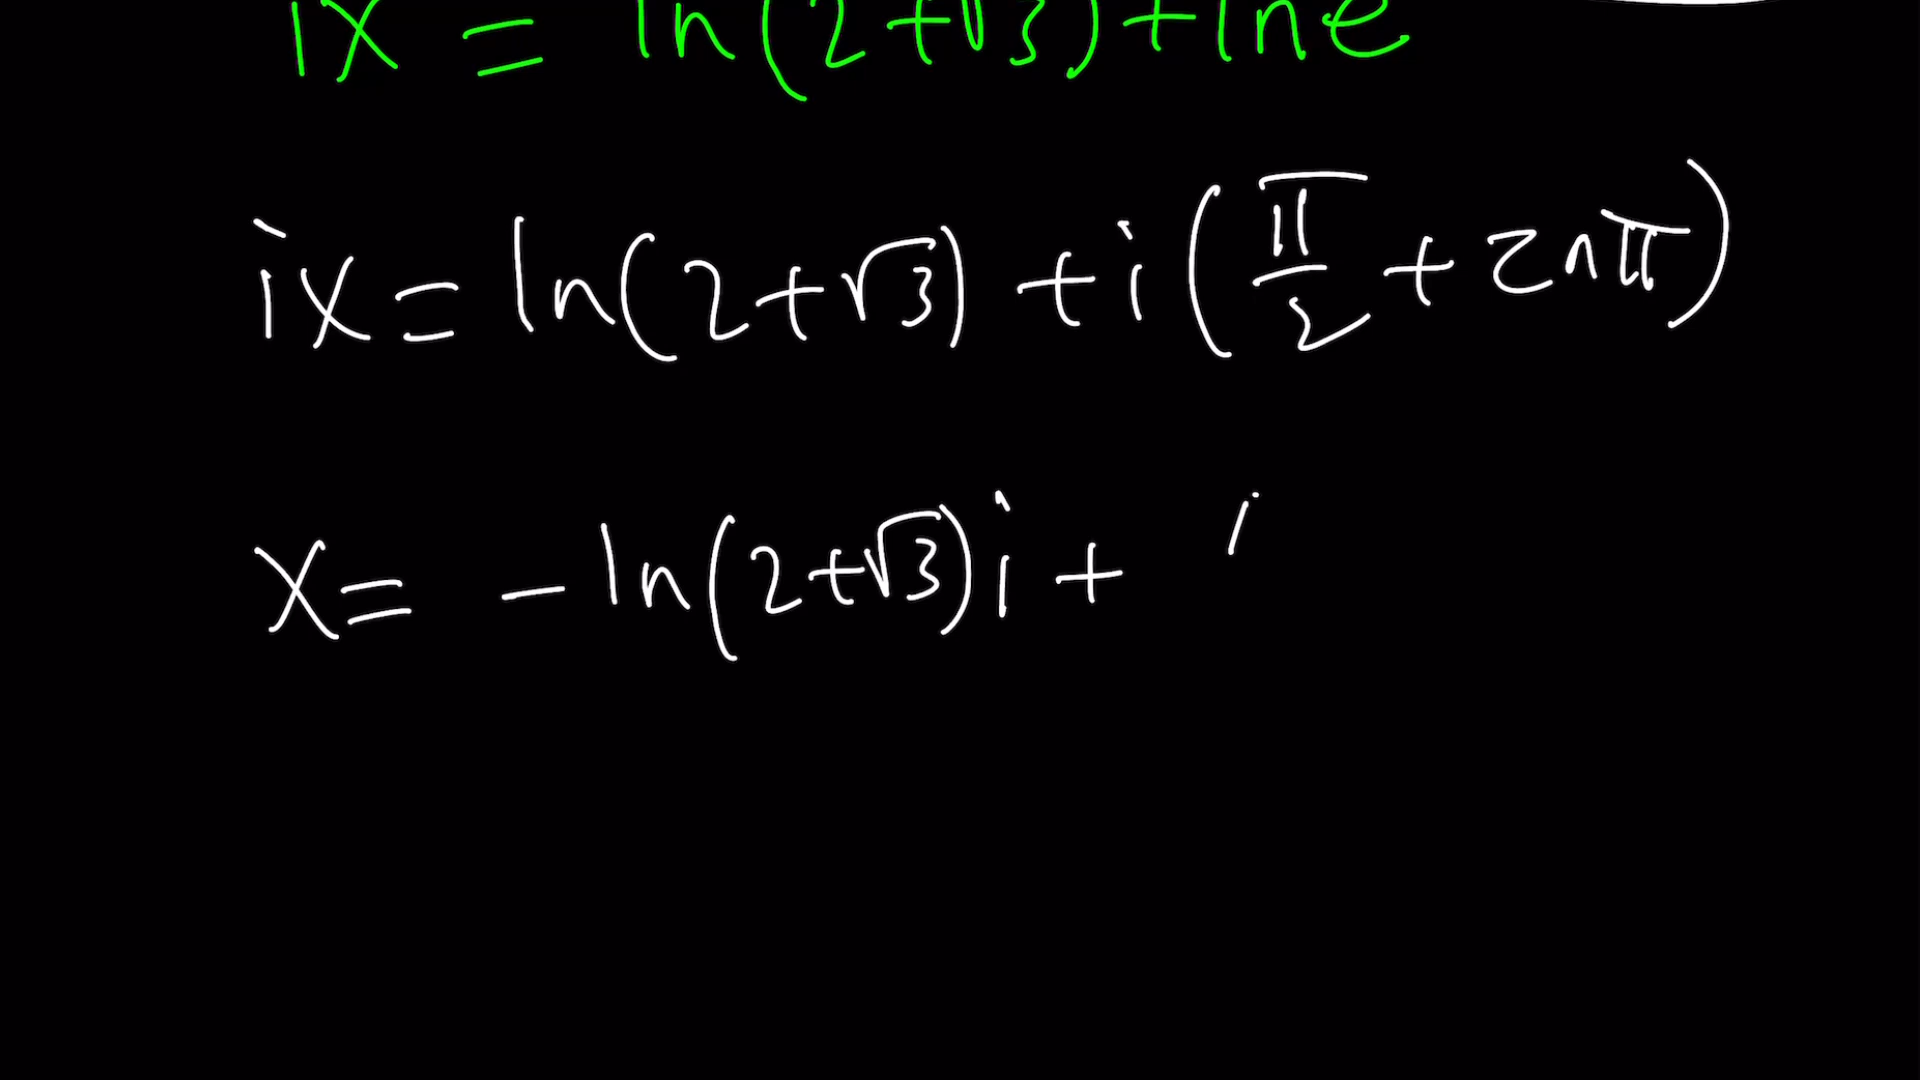 ix = ln(2+√3)+lne
ix = ln(2+√3) + i(π/2 + 2nπ)
x = - ln(2+√3)i +